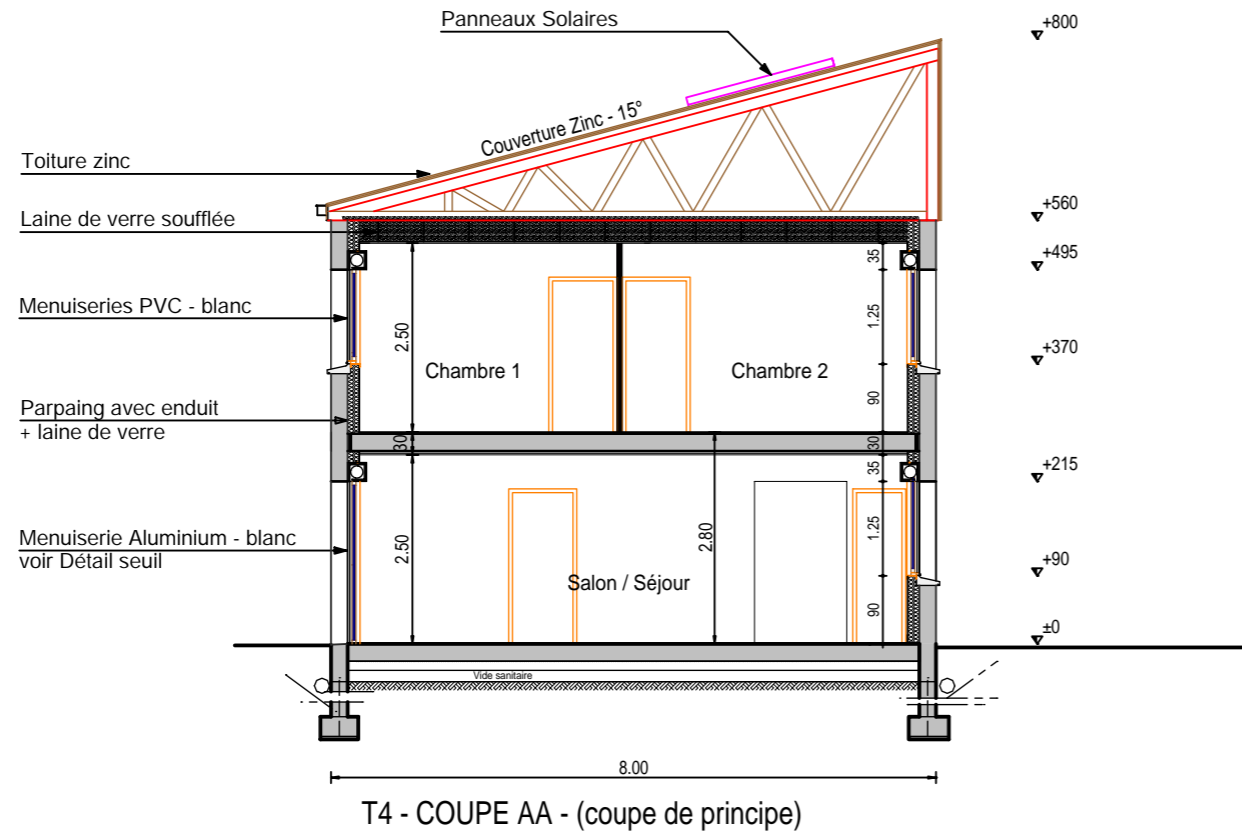 Panneaux Solaires
+800
Couverture Zinc - 15°
Toiture zinc
Laine de verre soufflée
+560
+495
35
Menuiseries PVC - blanc
2.50
1.25
+370
Chambre 1
Chambre 2
90
Parpaing avec enduit
+ laine de verre
30
30
35
+215
Menuiserie Aluminium - blanc
voir Détail seuil
2.50
2.80
1.25
+90
Salon / Séjour
90
±0
Vide sanitaire
8.00
T4 - COUPE AA - (coupe de principe)